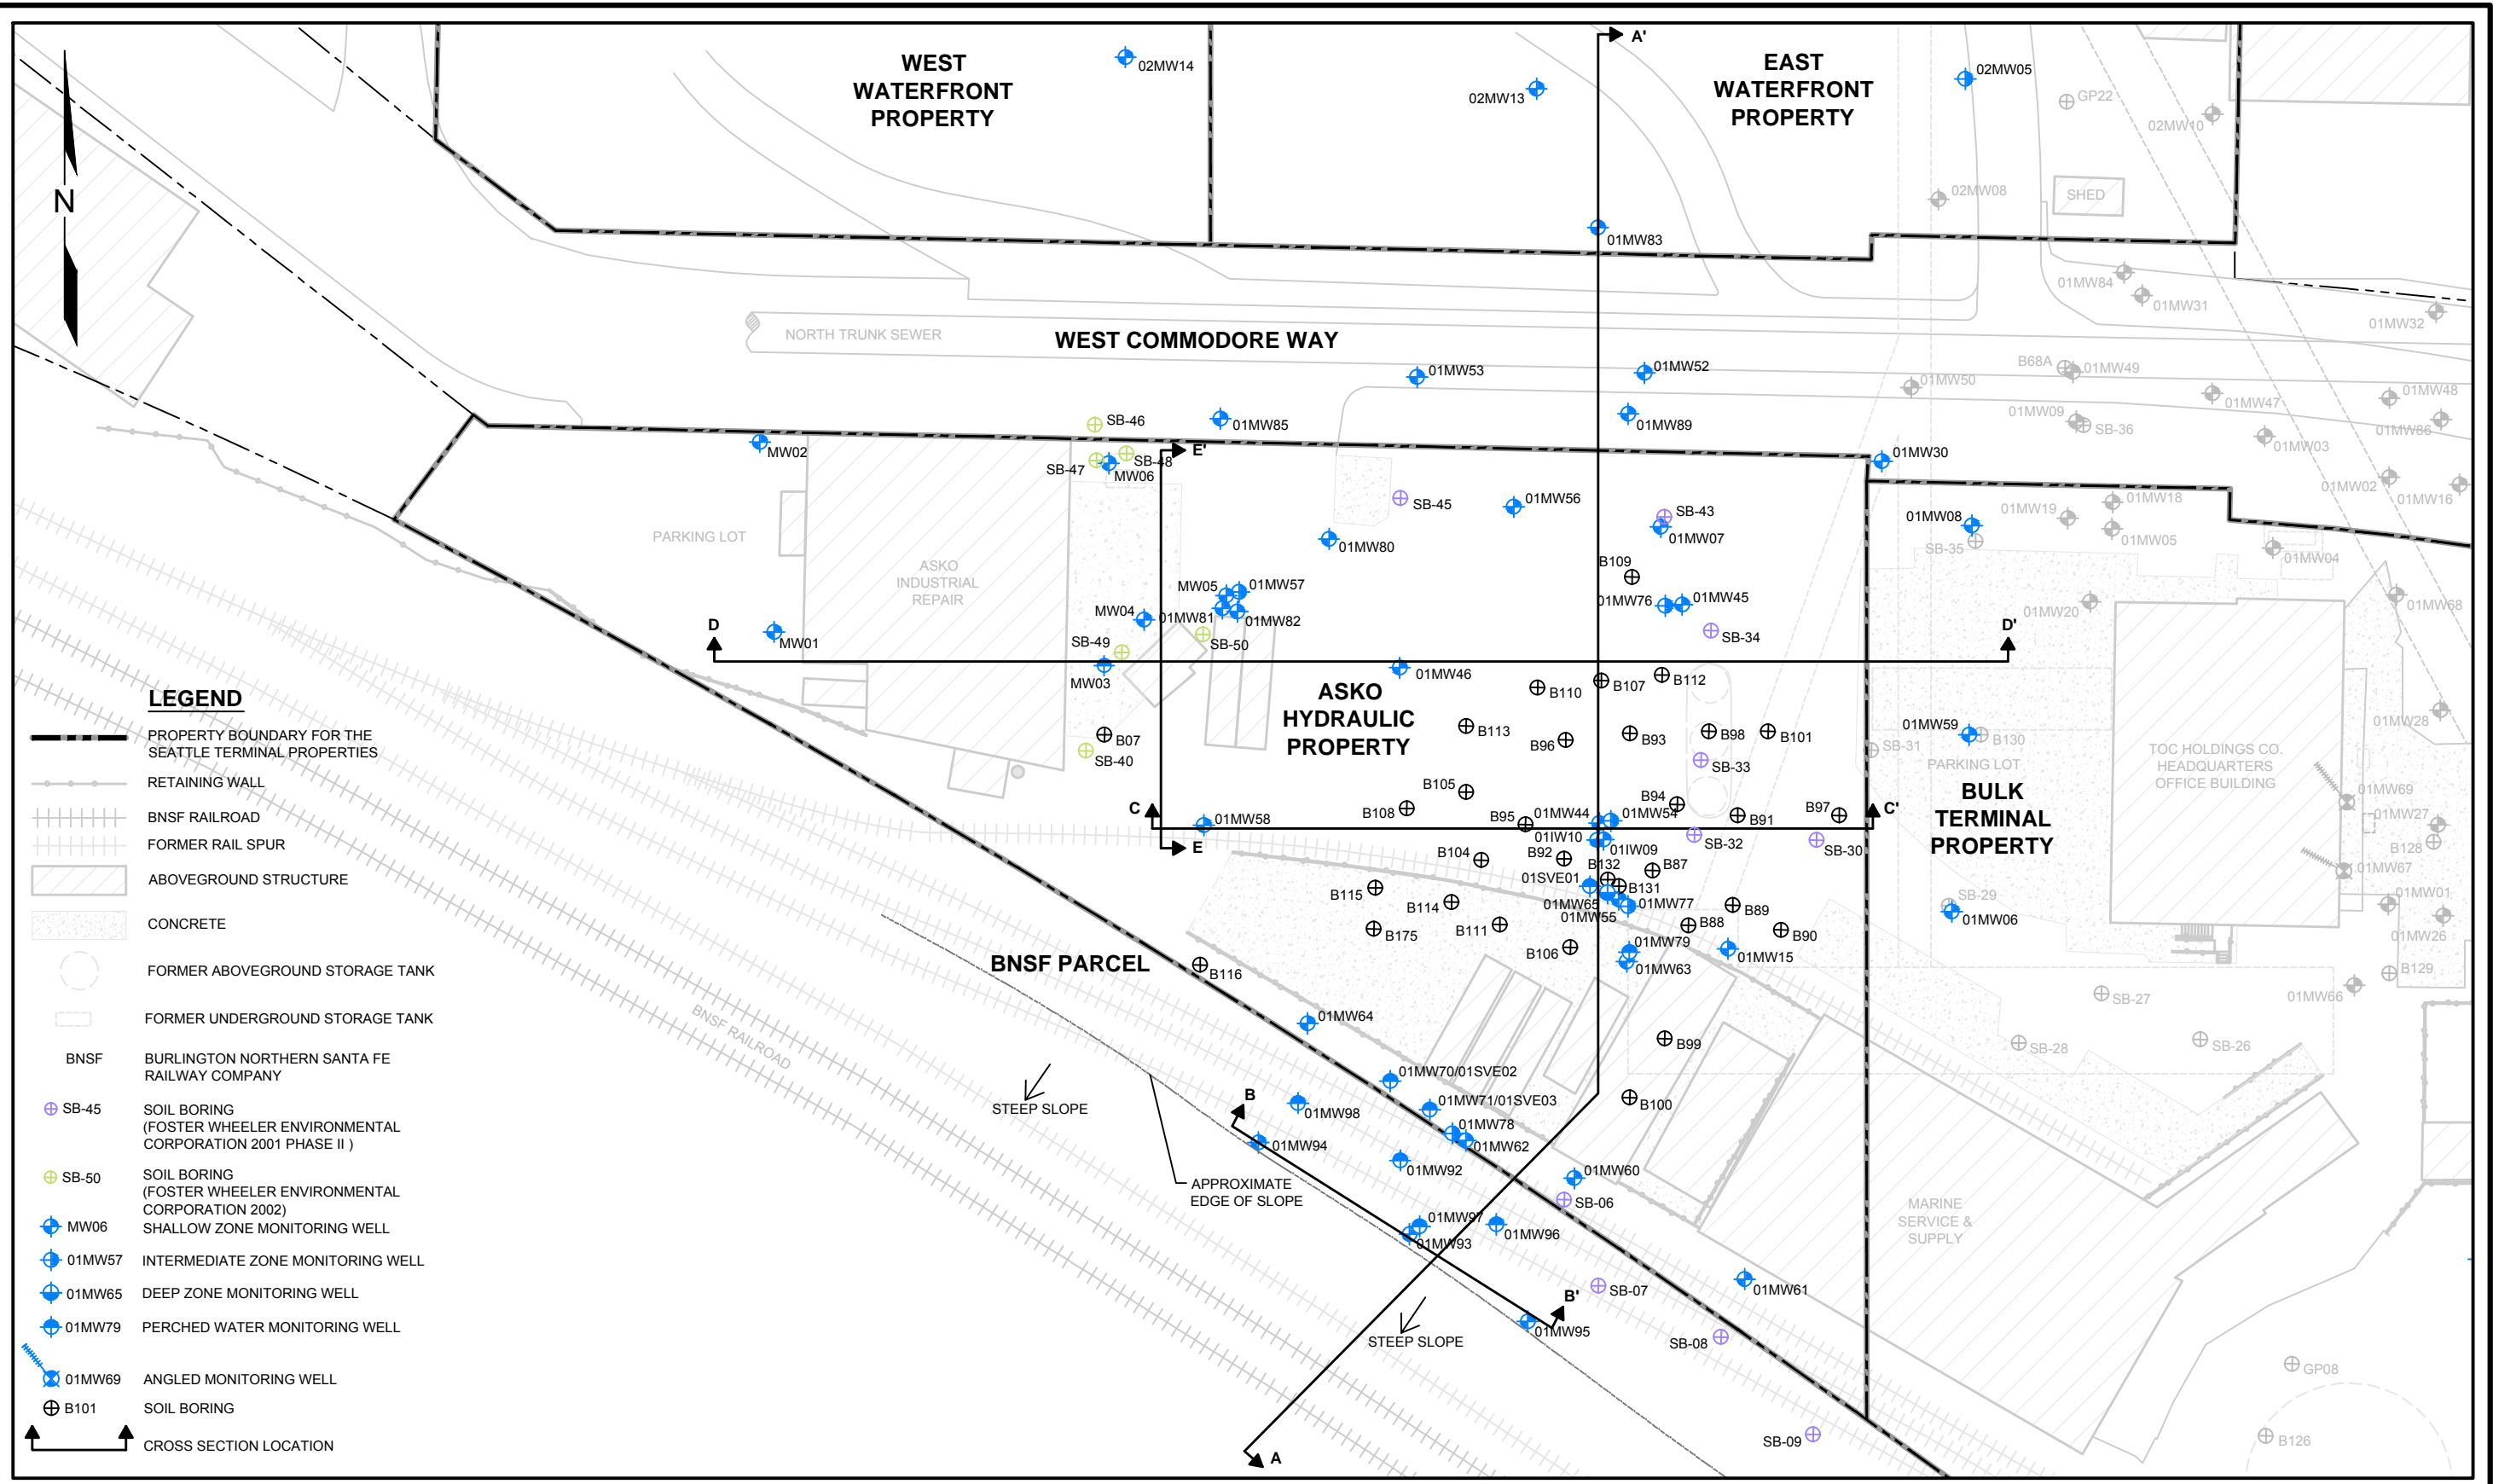 WEST
WATERFRONT
PROPERTY
02MW14
02MW13
A'
EAST
WATERFRONT
PROPERTY
02MW05
GP22
02MW10
02MW08
SHED
N
01MW83
01MW84
01MW31
01MW32
NORTH TRUNK SEWER
WEST COMMODORE WAY
01MW53
01MW52
01MW50
B68A
01MW49
01MW47
01MW48
01MW09
SB-36
01MW86
01MW03
SB-46
01MW85
01MW89
MW02
SB-47
SB-48
MW06
E'
01MW30
01MW02
01MW16
SB-45
01MW56
SB-43
01MW07
01MW08
SB-35
01MW19
01MW18
01MW05
01MW04
PARKING LOT
01MW80
ASKO
INDUSTRIAL
REPAIR
B109
MW05
01MW57
01MW76
01MW45
01MW20
01MW68
MW04
01MW81
01MW82
MW01
D
SB-49
SB-50
SB-34
D'
MW03
01MW46
B112
B110
B107
ASKO
HYDRAULIC
PROPERTY
B113
B96
B93
B98
B101
SB-31
01MW59
B130
PARKING LOT
TOC HOLDINGS CO.
HEADQUARTERS
OFFICE BUILDING
01MW28
B07
SB-40
SB-33
B105
B108
B94
B91
B97
BULK
TERMINAL
PROPERTY
01MW69
01MW27
B128
01MW67
C
01MW58
B95
01MW44
01MW54
C'
E
01IW10
01IW09
SB-32
SB-30
B104
B92
B132
B87
B115
01SVE01
B131
B114
01MW65
01MW77
01MW55
B89
B88
B90
SB-29
01MW06
01MW01
01MW26
B175
B111
B106
01MW79
01MW63
01MW15
B129
01MW66
SB-27
SB-28
SB-26
BNSF PARCEL
B116
BNSF RAILROAD
01MW64
B99
B100
01MW70/01SVE02
01MW71/01SVE03
STEEP SLOPE
B
01MW98
01MW78
01MW62
01MW94
01MW92
01MW60
SB-06
APPROXIMATE
EDGE OF SLOPE
01MW97
01MW93
01MW96
MARINE
SERVICE &
SUPPLY
SB-07
01MW61
B'
01MW95
STEEP SLOPE
SB-08
SB-09
GP08
B126
A
LEGEND
PROPERTY BOUNDARY FOR THE
SEATTLE TERMINAL PROPERTIES
RETAINING WALL
BNSF RAILROAD
FORMER RAIL SPUR
ABOVEGROUND STRUCTURE
CONCRETE
FORMER ABOVEGROUND STORAGE TANK
FORMER UNDERGROUND STORAGE TANK
BNSF BURLINGTON NORTHERN SANTA FE
RAILWAY COMPANY
SB-45 SOIL BORING
(FOSTER WHEELER ENVIRONMENTAL
CORPORATION 2001 PHASE II )
SB-50 SOIL BORING
(FOSTER WHEELER ENVIRONMENTAL
CORPORATION 2002)
MW06 SHALLOW ZONE MONITORING WELL
01MW57 INTERMEDIATE ZONE MONITORING WELL
01MW65 DEEP ZONE MONITORING WELL
01MW79 PERCHED WATER MONITORING WELL
01MW69 ANGLED MONITORING WELL
B101 SOIL BORING
CROSS SECTION LOCATION